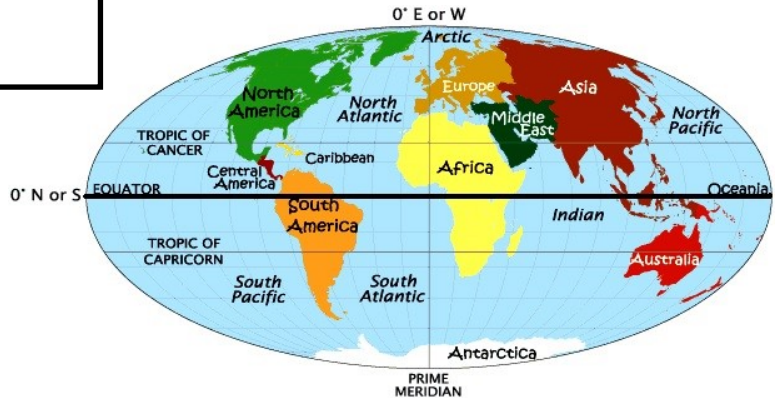 0° E or W
Arctic
North
America
North
Atlantic
Europe
Asia
North
Pacific
Middle
East
TROPIC OF
CANCER
Caribbean
Central
America
Africa
0° N or S
EQUATOR
Oceania
South
America
Indian
TROPIC OF
CAPRICORN
Australia
South
Pacific
South
Atlantic
Antarctica
PRIME
MERIDIAN